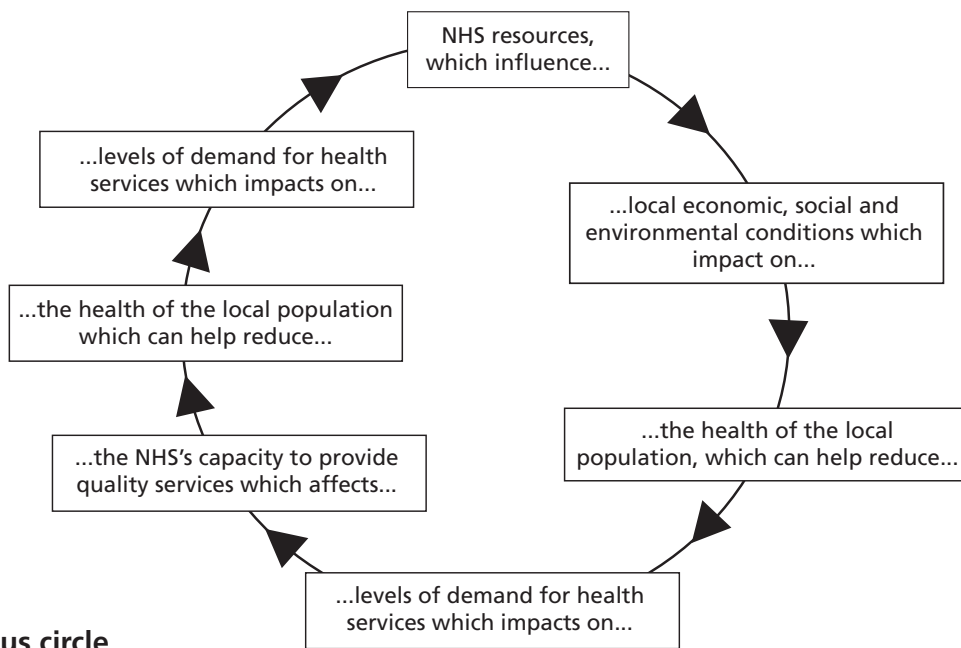 NHS resources,
which influence...
...local economic, social and
environmental conditions which
impact on...
...the health of the local
population, which can help reduce...
...levels of demand for health
services which impacts on...
...the NHS's capacity to provide
quality services which affects...
...the health of the local population
which can help reduce...
...levels of demand for health
services which impacts on...
us circle